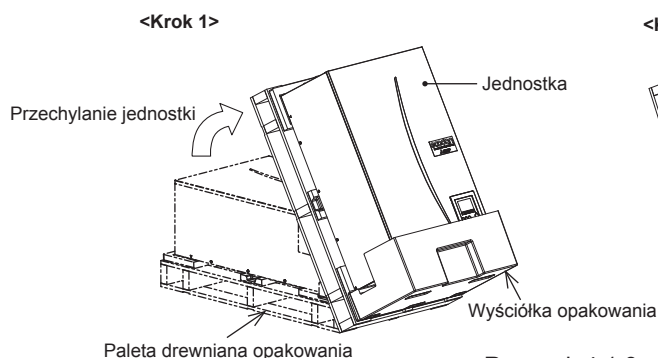 <Krok 1>
Przechylanie jednostki
Jednostka
Wyściółka opakowania
Paleta drewniana opakowania